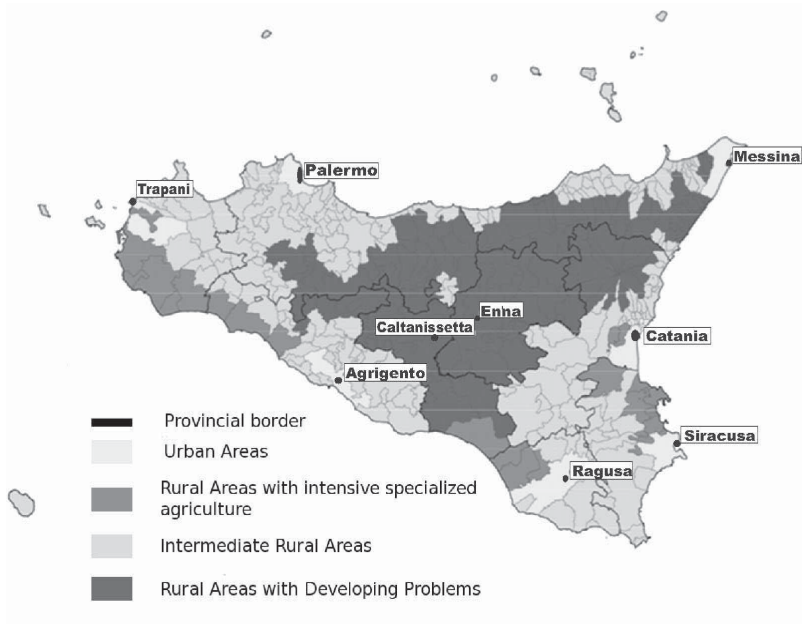 Messina
Palermo
Trapani
Enna
Caltanissetta
Catania
Agrigento
Siracusa
Ragusa
Provincial border
Urban Areas
Rural Areas with intensive specialized
agriculture
Intermediate Rural Areas
Rural Areas with Developing Problems